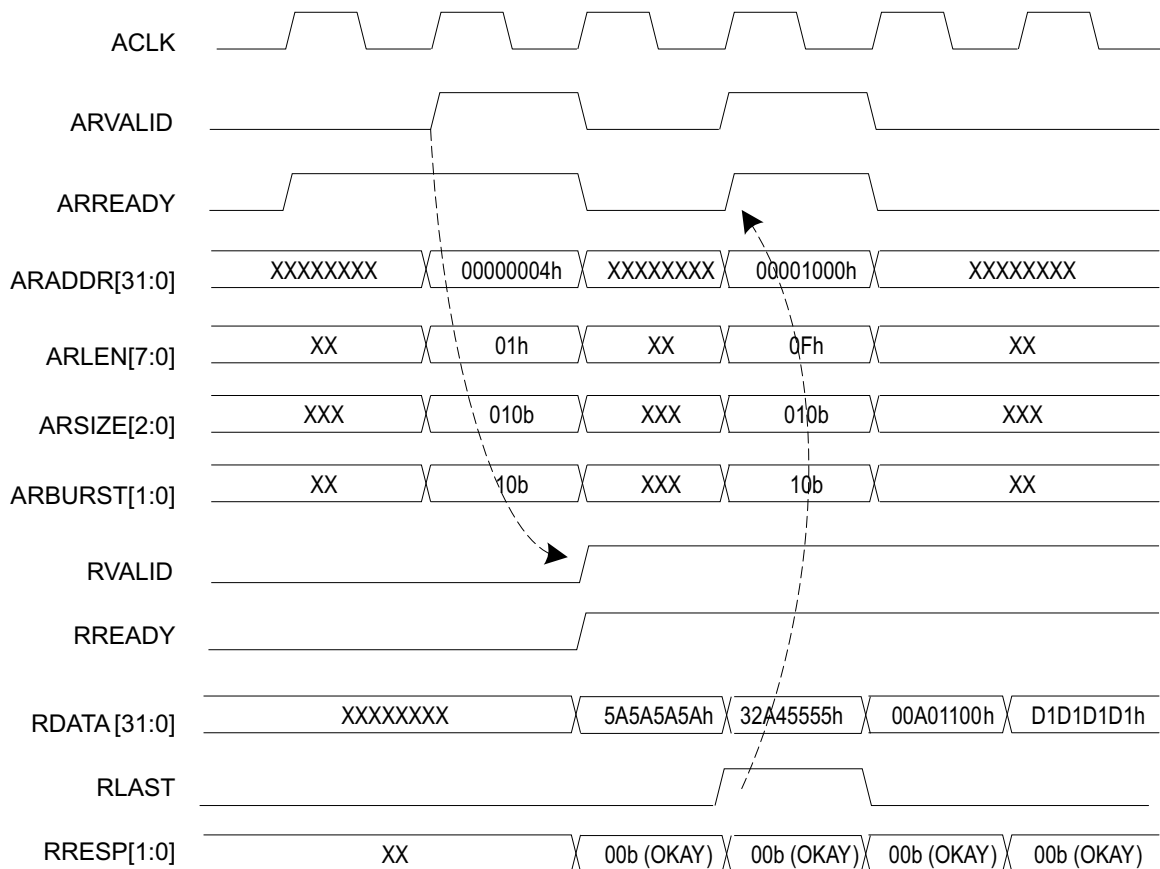 ACLK
ARVALID
ARREADY
ARADDR[31:0] XXXXXXXX 00000004h XXXXXXXX 00001000h XXXXXXXX
ARLEN[7:0] XX 01h XX 0Fh XX
ARSIZE[2:0] XXX 010b XXX 010b XXX
ARBURST[1:0] XX 10b XXX 10b XX
RVALID
RREADY
RDATA [31:0] XXXXXXXX 5A5A5A5Ah 32A45555h 00A01100h D1D1D1D1h
RLAST
RRESP[1:0] XX 00b (OKAY) 00b (OKAY) 00b (OKAY) 00b (OKAY)